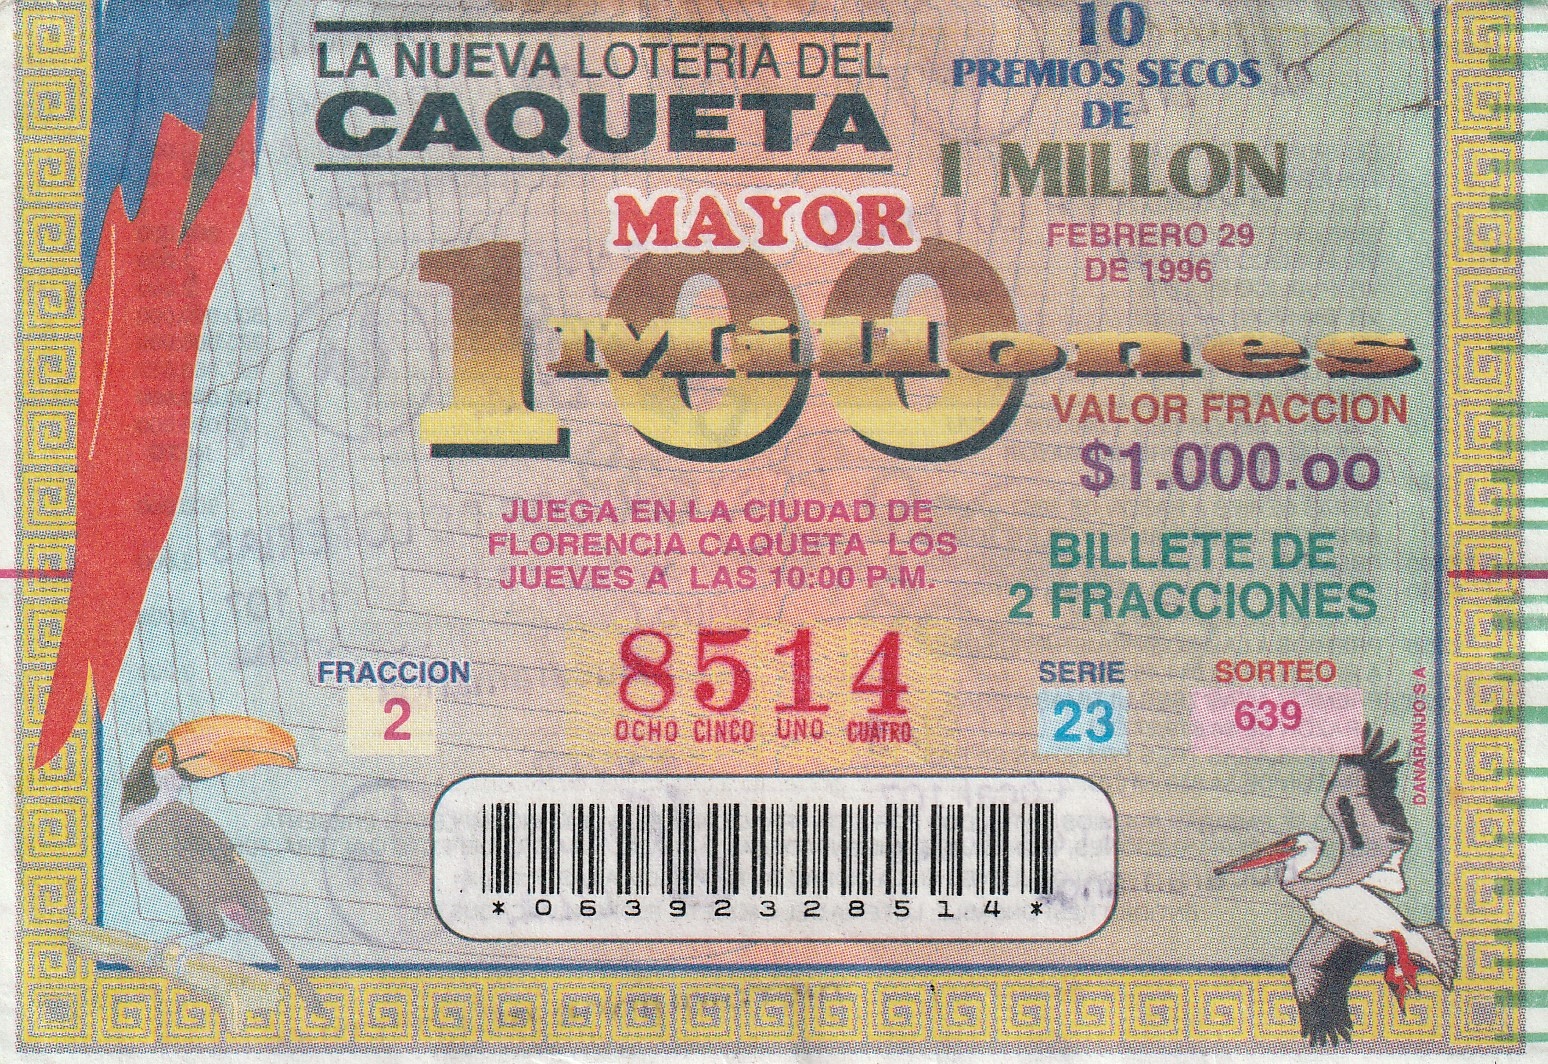 LA NUEVA LOTERIA DEL
CAQUETA
10
PREMIOS SECOS
DE
1 MILLON
MAYOR
100
Millones
FEBRERO 29
DE 1996
VALOR FRACCION
$1.000.oo
JUEGA EN LA CIUDAD DE
FLORENCIA CAQUETA LOS
JUEVES A LAS 10:00 P.M.
BILLETE DE
2 FRACCIONES
FRACCION
2
8514
OCHO CINCO UNO CUATRO
SERIE
23
SORTEO
639
DANARANJO S A
*06392328514*